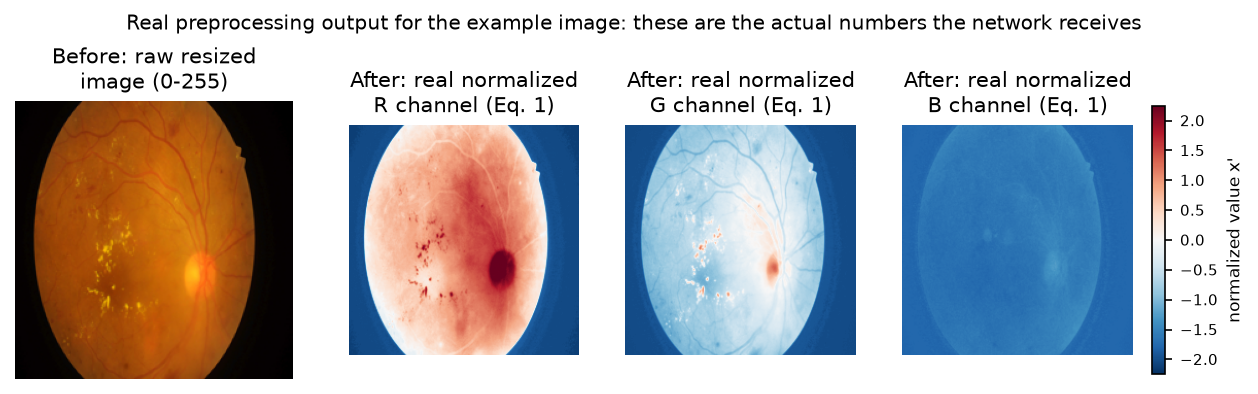 Real preprocessing output for the example image: these are the actual numbers the network receives
Before: raw resized
image (0-255)
After: real normalized
R channel (Eq. 1)
After: real normalized
G channel (Eq. 1)
After: real normalized
B channel (Eq. 1)
2.0
1.5
1.0
0.5
0.0
−0.5
−1.0
−1.5
−2.0
normalized value x'